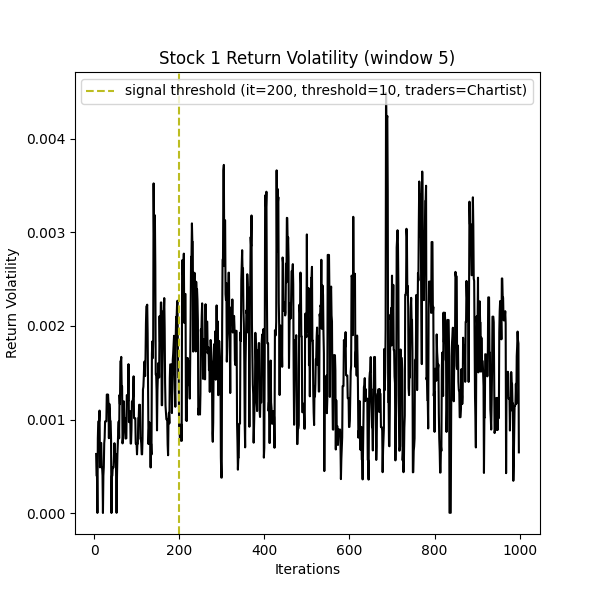 Stock 1 Return Volatility (window 5)
signal threshold (it=200, threshold=10, traders=Chartist)
0.004
0.003
0.002
0.001
0.000
Return Volatility
0 200 400 600 800 1000
Iterations